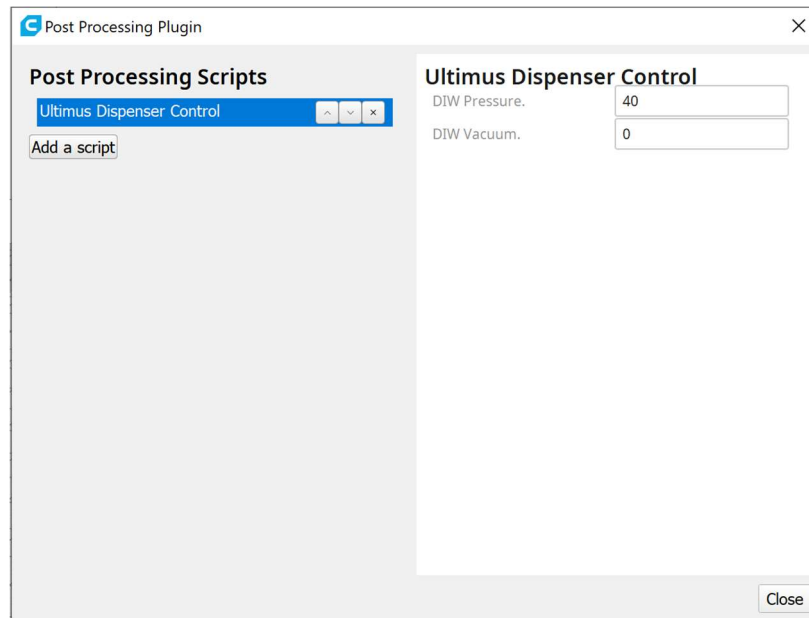 Post Processing Plugin
Post Processing Scripts
Ultimus Dispenser Control
Add a script
Ultimus Dispenser Control
DIW Pressure.
40
DIW Vacuum.
0
Close